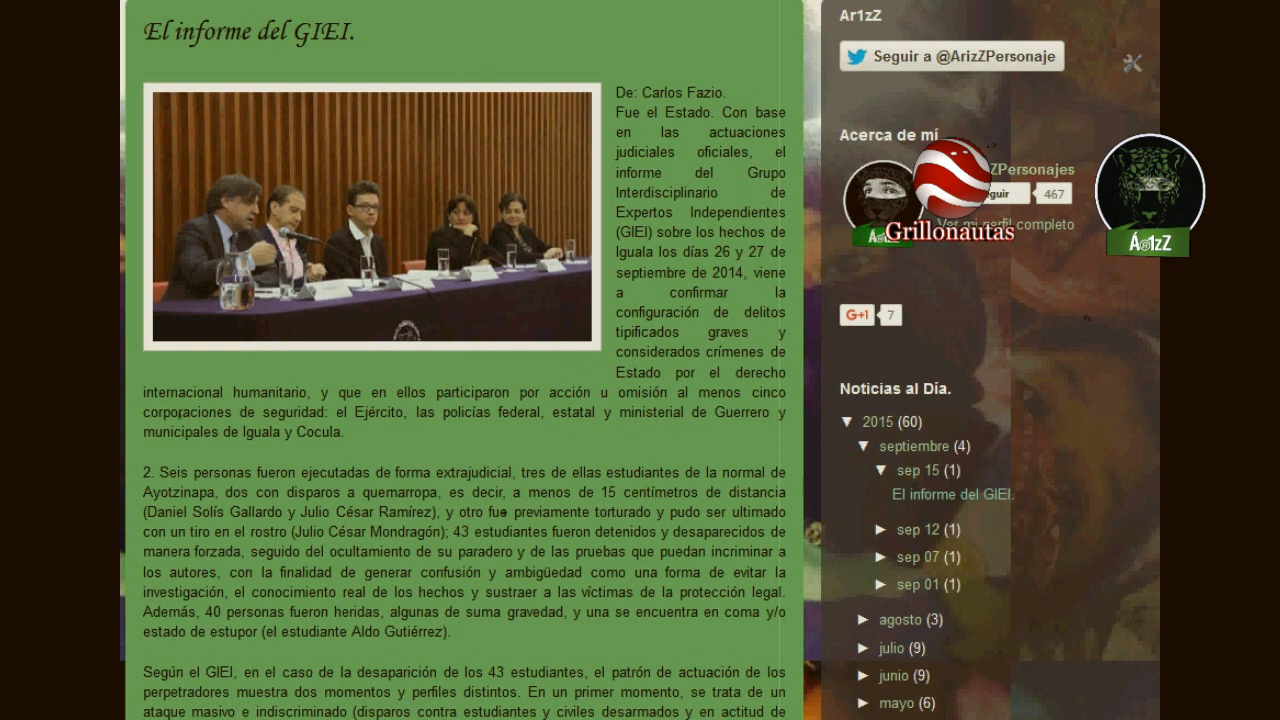 El informe del GIEI.
De: Carlos Fazio.
Fue el Estado. Con base
en las actuaciones
judiciales oficiales, el
informe del Grupo
Interdisciplinario de
Expertos Independientes
(GIEI) sobre los hechos de
Iguala los días 26 y 27 de
septiembre de 2014, viene
a confirmar la
configuración de delitos
tipificados graves y
considerados crímenes de
Estado por el derecho
internacional humanitario, y que en ellos participaron por acción u omisión al menos cinco
corporaciones de seguridad: el Ejército, las policías federal, estatal y ministerial de Guerrero y
municipales de Iguala y Cocula.
2. Seis personas fueron ejecutadas de forma extrajudicial, tres de ellas estudiantes de la normal de
Ayotzinapa, dos con disparos a quemarropa, es decir, a menos de 15 centímetros de distancia
(Daniel Solís Gallardo y Julio César Ramírez), y otro fue previamente torturado y pudo ser ultimado
con un tiro en el rostro (Julio César Mondragón); 43 estudiantes fueron detenidos y desaparecidos de
manera forzada, seguido del ocultamiento de su paradero y de las pruebas que puedan incriminar a
los autores, con la finalidad de generar confusión y ambigüedad como una forma de evitar la
investigación, el conocimiento real de los hechos y sustraer a las víctimas de la protección legal.
Además, 40 personas fueron heridas, algunas de suma gravedad, y una se encuentra en coma y/o
estado de estupor (el estudiante Aldo Gutiérrez).
Según el GIEI, en el caso de la desaparición de los 43 estudiantes, el patrón de actuación de los
perpetradores muestra dos momentos y perfiles distintos. En un primer momento, se trata de un
ataque masivo e indiscriminado (disparos contra estudiantes y civiles desarmados y en actitud de
Ar1zZ
Seguir a @ArizZPersonaje
Acerca de mí
ZPersonajes
guir 467
Ver mi perfil completo
Grillonautas
Á®1zZ
G+1 7
Noticias al Día.
▼ 2015 (60)
▼ septiembre (4)
▼ sep 15 (1)
El informe del GIEI.
► sep 12 (1)
► sep 07 (1)
► sep 01 (1)
► agosto (3)
► julio (9)
► junio (9)
► mayo (6)